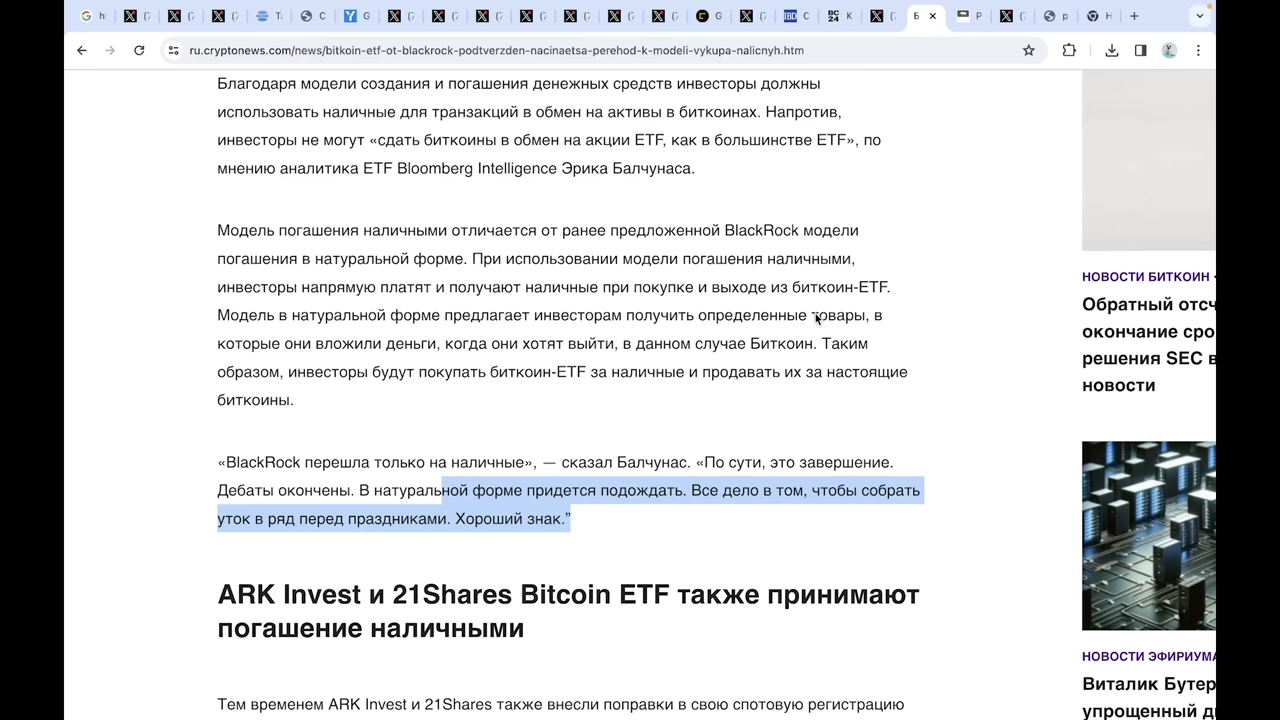 ru.cryptonews.com/news/bitkoin-etf-ot-blackrock-podtverzden-nacinaetsa-perehod-k-modeli-vykupa-nalicnyh.htm
Благодаря модели создания и погашения денежных средств инвесторы должны
использовать наличные для транзакций в обмен на активы в биткоинах. Напротив,
инвесторы не могут «сдать биткоины в обмен на акции ETF, как в большинстве ETF», по
мнению аналитика ETF Bloomberg Intelligence Эрика Балчунаса.
Модель погашения наличными отличается от ранее предложенной BlackRock модели
погашения в натуральной форме. При использовании модели погашения наличными,
инвесторы напрямую платят и получают наличные при покупке и выходе из биткоин-ETF.
Модель в натуральной форме предлагает инвесторам получить определенные товары, в
которые они вложили деньги, когда они хотят выйти, в данном случае Биткоин. Таким
образом, инвесторы будут покупать биткоин-ETF за наличные и продавать их за настоящие
биткоины.
«BlackRock перешла только на наличные», — сказал Балчунас. «По сути, это завершение.
Дебаты окончены. В натуральной форме придется подождать. Все дело в том, чтобы собрать
уток в ряд перед праздниками. Хороший знак.”
ARK Invest и 21Shares Bitcoin ETF также принимают
погашение наличными
Тем временем ARK Invest и 21Shares также внесли поправки в свою спотовую регистрацию
НОВОСТИ БИТКОИН
Обратный отсч
окончание сро
решения SEC в
новости
НОВОСТИ ЭФИРИУМА
Виталик Бутер
упрощенный д